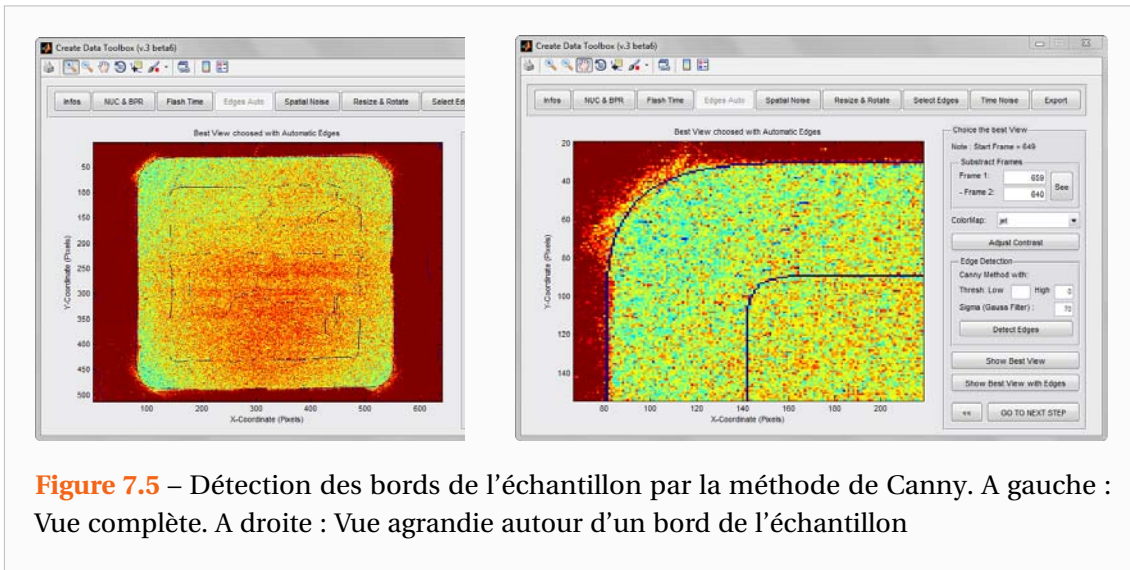 Create Data Toolbox (v.3 beta6)
Infos NUC & BPR Flash Time Edges Auto Spatial Noise Resize & Rotate Select Ed
Best View choosed with Automatic Edges
Y-Coordinate (Pixels)
50
100
150
200
250
300
350
400
450
500
100 200 300 400 500 600
X-Coordinate (Pixels)
Create Data Toolbox (v.3 beta6)
Infos NUC & BPR Flash Time Edges Auto Spatial Noise Resize & Rotate Select Edges Time Noise Export
Best View choosed with Automatic Edges
Y-Coordinate (Pixels)
20
40
60
80
100
120
140
80 100 120 140 160 180 200
X-Coordinate (Pixels)
Choice the best View
Note : Start Frame = 649
Substract Frames
Frame 1: 659
- Frame 2: 640
See
ColorMap: jet
Adjust Contrast
Edge Detection
Canny Method with:
Thresh. Low High 0
Sigma (Gauss Filter) : 70
Detect Edges
Show Best View
Show Best View with Edges
<< GO TO NEXT STEP
Figure 7.5 – Détection des bords de l'échantillon par la méthode de Canny. A gauche :
Vue complète. A droite : Vue agrandie autour d'un bord de l'échantillon